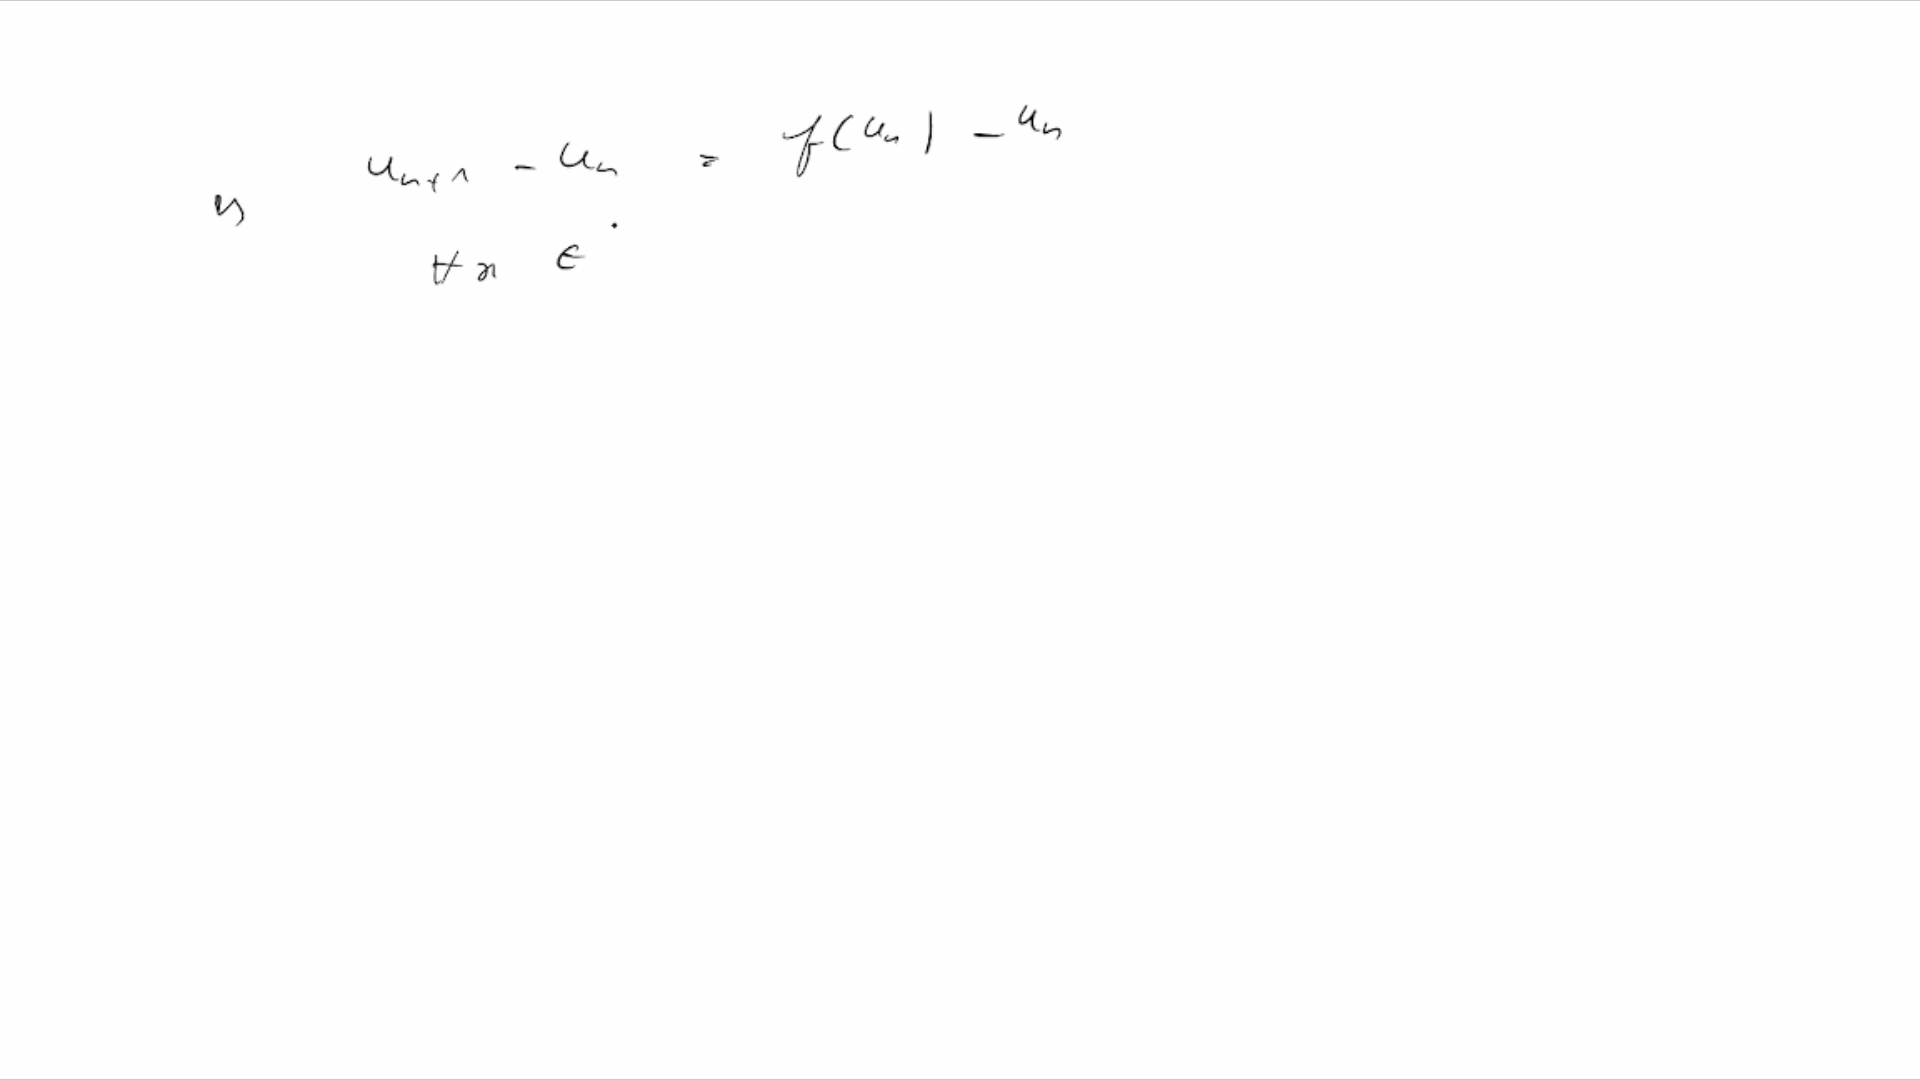 u_{n+1} - u_n = f(u_n) - u_n
∀x ∈